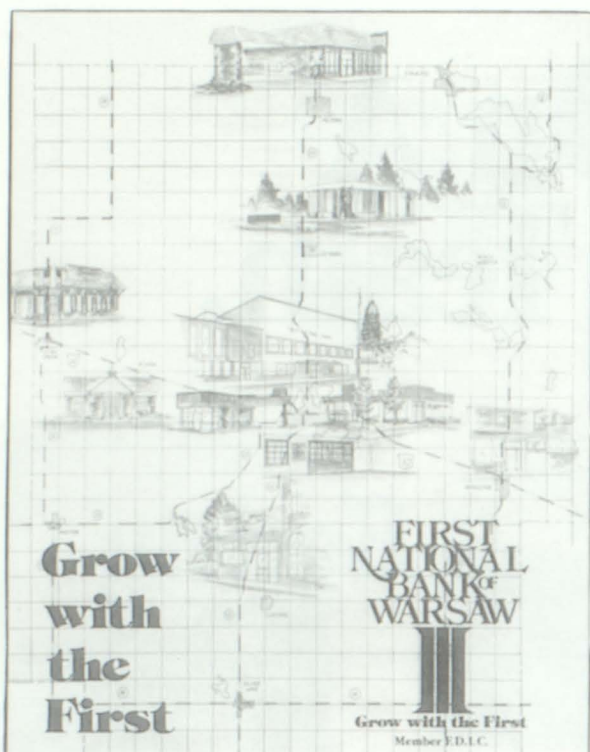 Grow
with
the
First
FIRST
NATIONAL
BANK OF
WARSAW
Grow with the First
Member F.D.I.C.